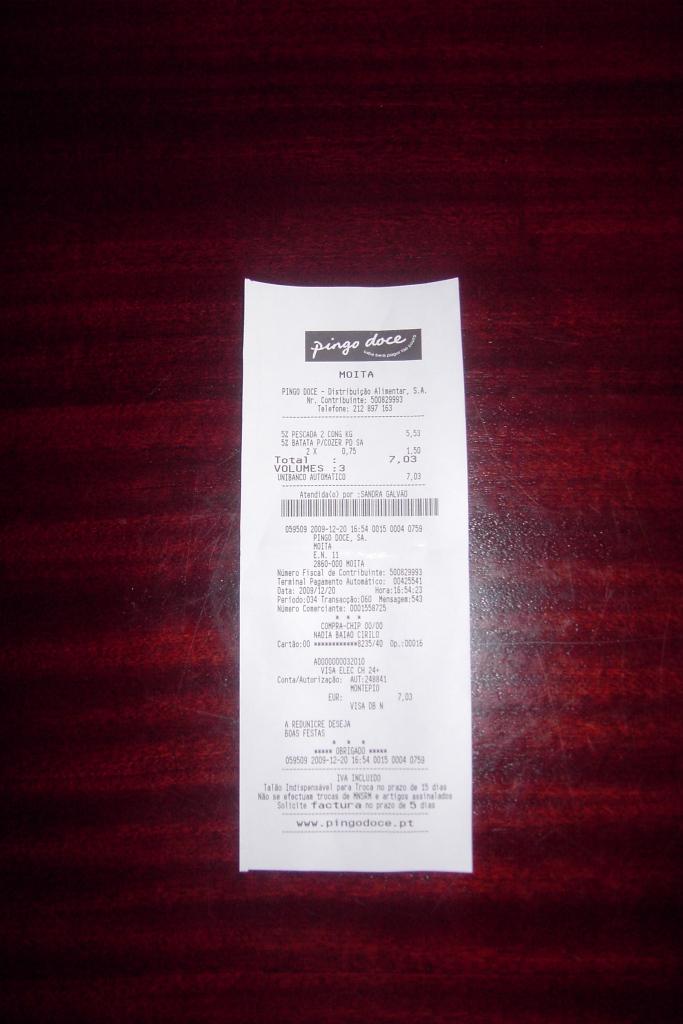 pingo doce
MOITA
PINGO DOCE - Distribuição Alimentar, S.A.
Nr. Contribuinte: 500829993
Telefone: 212 897 163
5% PESCADA 2 CONG KG 5,53
5% BATATA P/COZER PD SA
2 X 0,75 1,50
Total : 7,03
VOLUMES :3
UNIBANCO AUTOMATICO 7,03
Atendida(o) por :SANDRA GALVAO
059509 2009-12-20 16:54 0015 0004 0759
PINGO DOCE, SA.
MOITA
E.N. 11
2860-000 MOITA
Número Fiscal de Contribuinte: 500829993
Terminal Pagamento Automático: 00425541
Data: 2009/12/20 Hora:16:54:23
Período:034 Transacção:060 Mensagem:543
Número Comerciante: 0001558725
* * *
COMPRA-CHIP 00/00
NADIA BAIAO CIRILO
Cartão:00 ************8235/40 Op.:00016
A0000000032010
VISA ELEC CH 24+
Conta/Autorização: AUT:248841
MONTEPIO
EUR: 7,03
VISA DB N
A REDUNICRE DESEJA
BOAS FESTAS
* * *
***** OBRIGADO *****
059509 2009-12-20 16:54 0015 0004 0759
IVA INCLUIDO
Talão Indispensável para Troca no prazo de 15 dias
Não se efectuam trocas de MNSRM e artigos assinalados
Solicite factura no prazo de 5 dias
www.pingodoce.pt